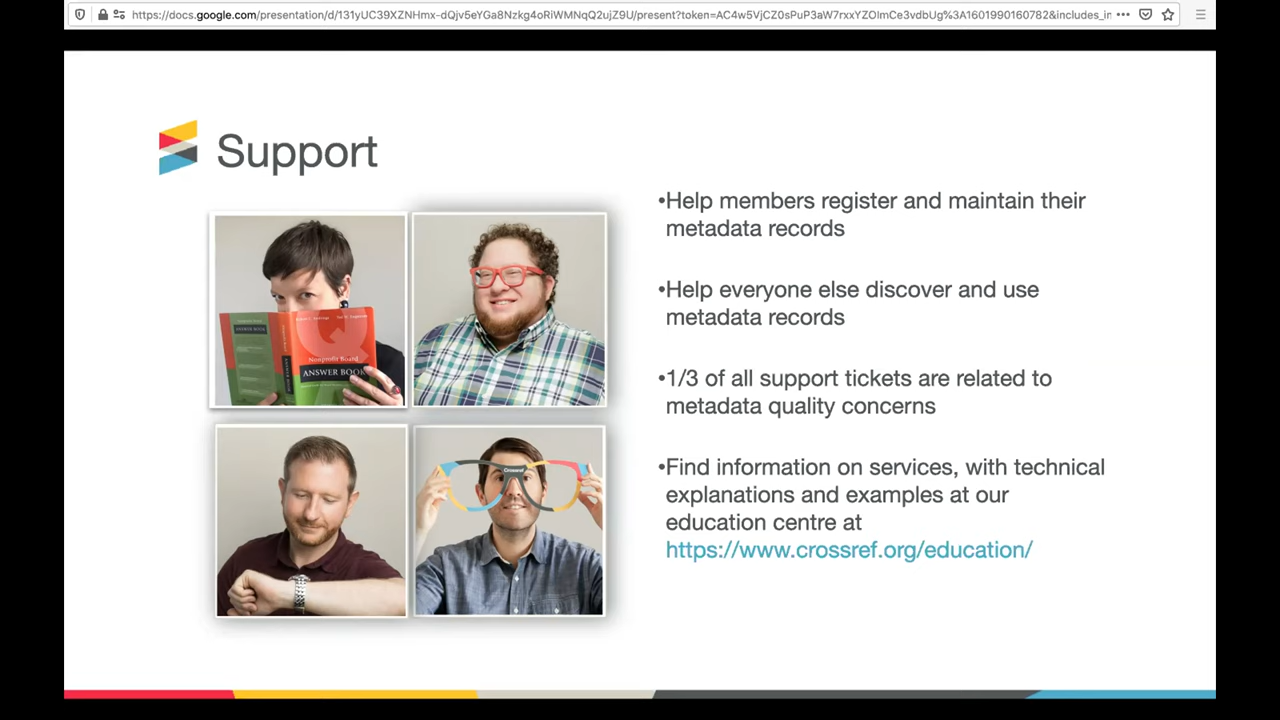 https://docs.google.com/presentation/d/131yUC39XZNHmx-dQjv5eYGa8Nzkg4oRiWMNqQ2ujZ9U/present?token=AC4w5VjCZ0sPuP3aW7rxxYZOlmCe3vdbUg%3A1601990160782&includes_in
Support
•Help members register and maintain their
metadata records
•Help everyone else discover and use
metadata records
•1/3 of all support tickets are related to
metadata quality concerns
•Find information on services, with technical
explanations and examples at our
education centre at
https://www.crossref.org/education/
Nonprofit Board
ANSWER BOOK
Crossref